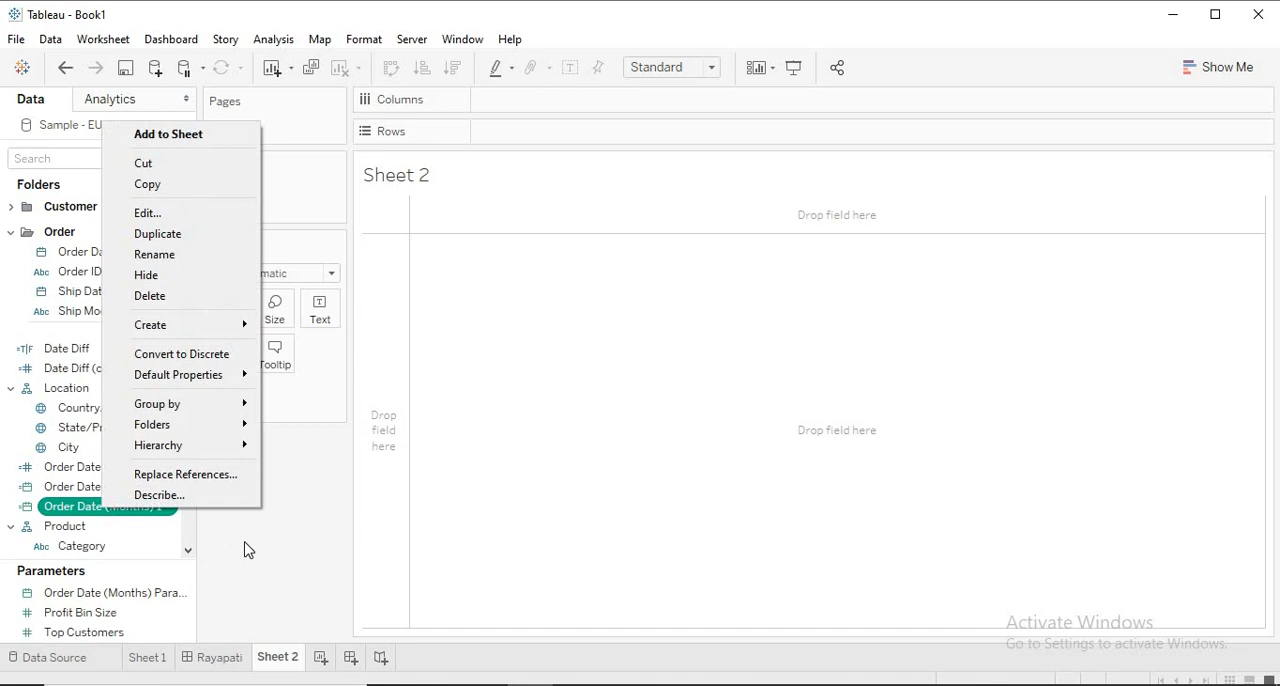 Tableau - Book1
File Data Worksheet Dashboard Story Analysis Map Format Server Window Help
Standard
Show Me
Data Analytics
Pages
Columns
Sample - EU
Rows
Search
Folders
Customer
Order
Order Da
Abc Order ID
Ship Dat
Abc Ship Mo
=T|F Date Diff
=# Date Diff (c
Location
Country
State/P
City
=# Order Date
Order Date
Order Date (Months) 1
Product
Abc Category
Parameters
Order Date (Months) Para...
# Profit Bin Size
# Top Customers
Add to Sheet
Cut
Copy
Edit...
Duplicate
Rename
Hide
Delete
Create
Convert to Discrete
Default Properties
Group by
Folders
Hierarchy
Replace References...
Describe...
matic
Size Text
Tooltip
Sheet 2
Drop field here
Drop
field
here
Drop field here
Activate Windows
Go to Settings to activate Windows.
Data Source Sheet 1 Rayapati Sheet 2